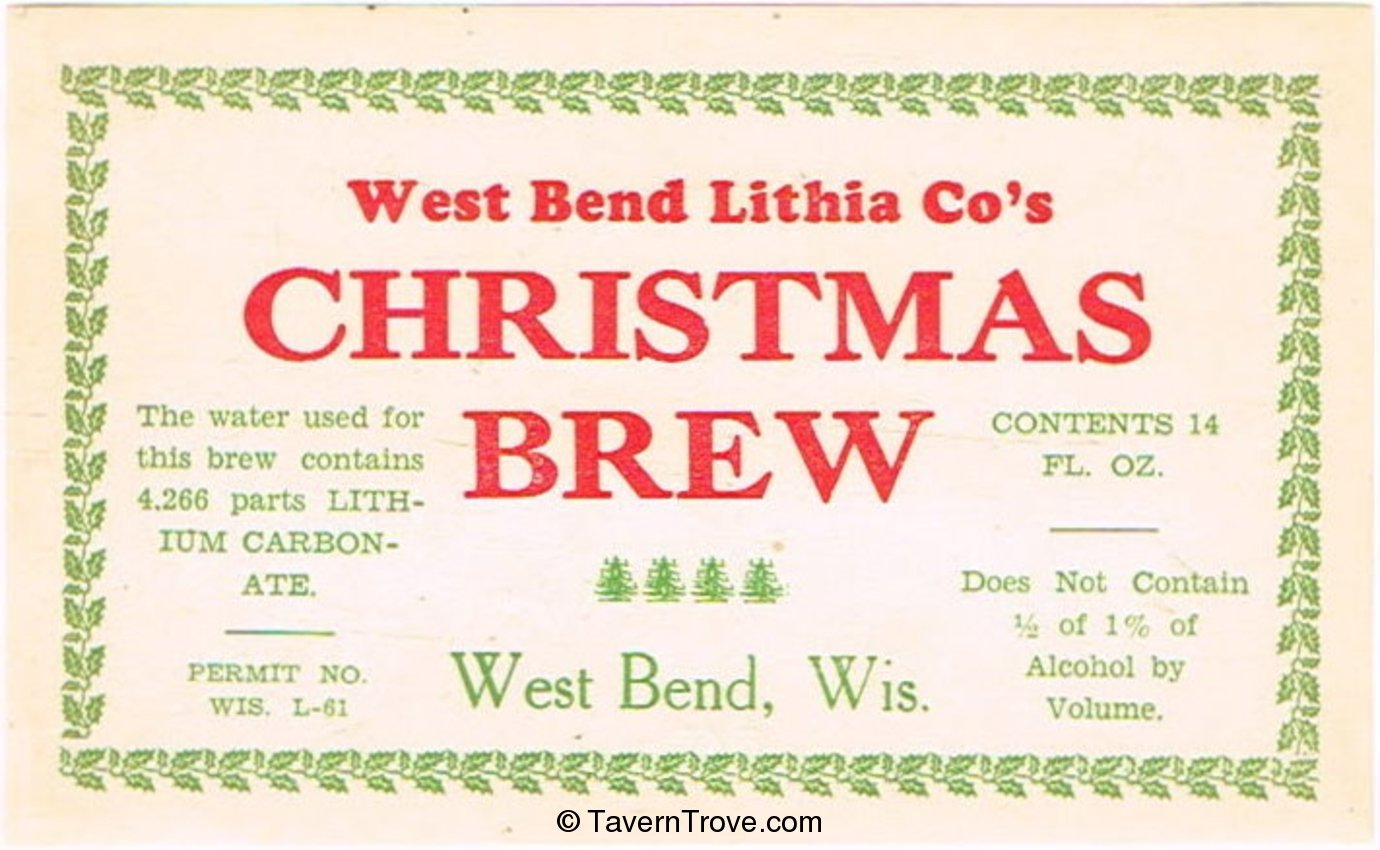 West Bend Lithia Co's
CHRISTMAS
BREW
The water used for
this brew contains
4.266 parts LITH-
IUM CARBON-
ATE.
PERMIT NO.
WIS. L-61
CONTENTS 14
FL. OZ.
Does Not Contain
½ of 1% of
Alcohol by
Volume.
West Bend, Wis.
© TavernTrove.com